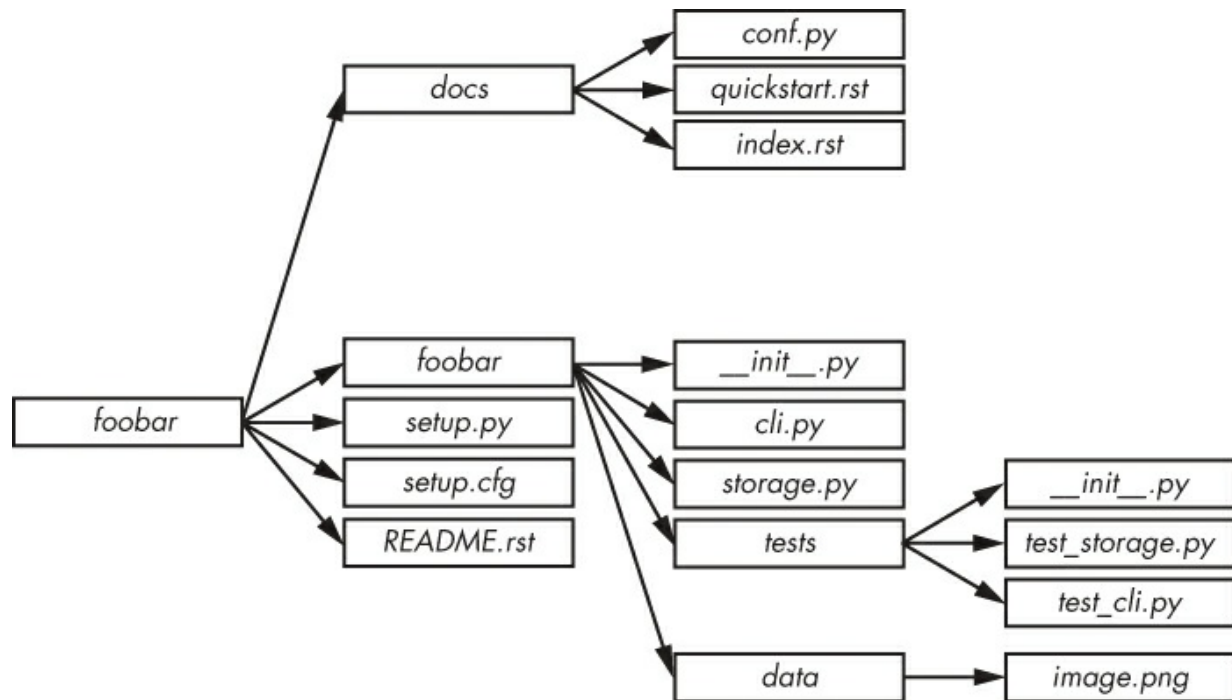 conf.py
docs
quickstart.rst
index.rst
foobar
__init__.py
foobar
setup.py
cli.py
setup.cfg
storage.py
__init__.py
README.rst
tests
test_storage.py
test_cli.py
data
image.png